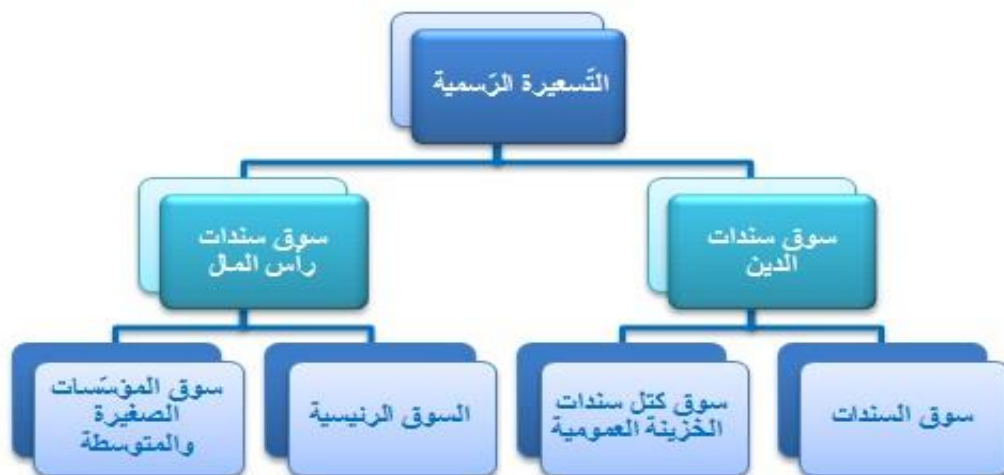 التّسعيرة الرّسمية
سوق سندات
الدين
سوق سندات
رأس المال
سوق السندات
سوق كتل سندات
الخزينة العمومية
السوق الرئيسية
سوق المؤسّسات
الصغيرة
والمتوسطة